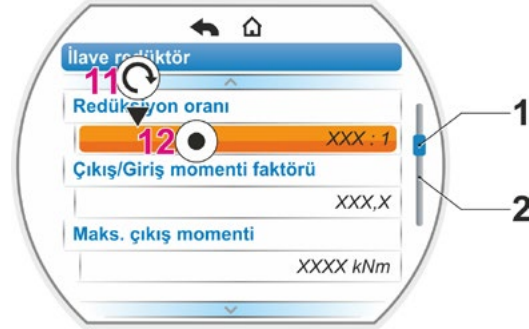 İlave redüktör
11
Redüksiyon oranı
12
XXX : 1
1
Çıkış/Giriş momenti faktörü
XXX,X
2
Maks. çıkış momenti
XXXX kNm